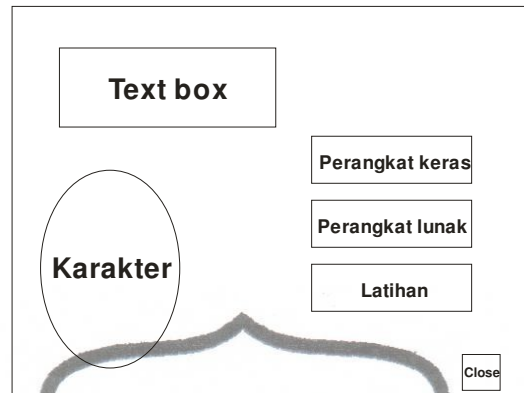 Text box
Perangkat keras
Perangkat lunak
Karakter
Latihan
Close